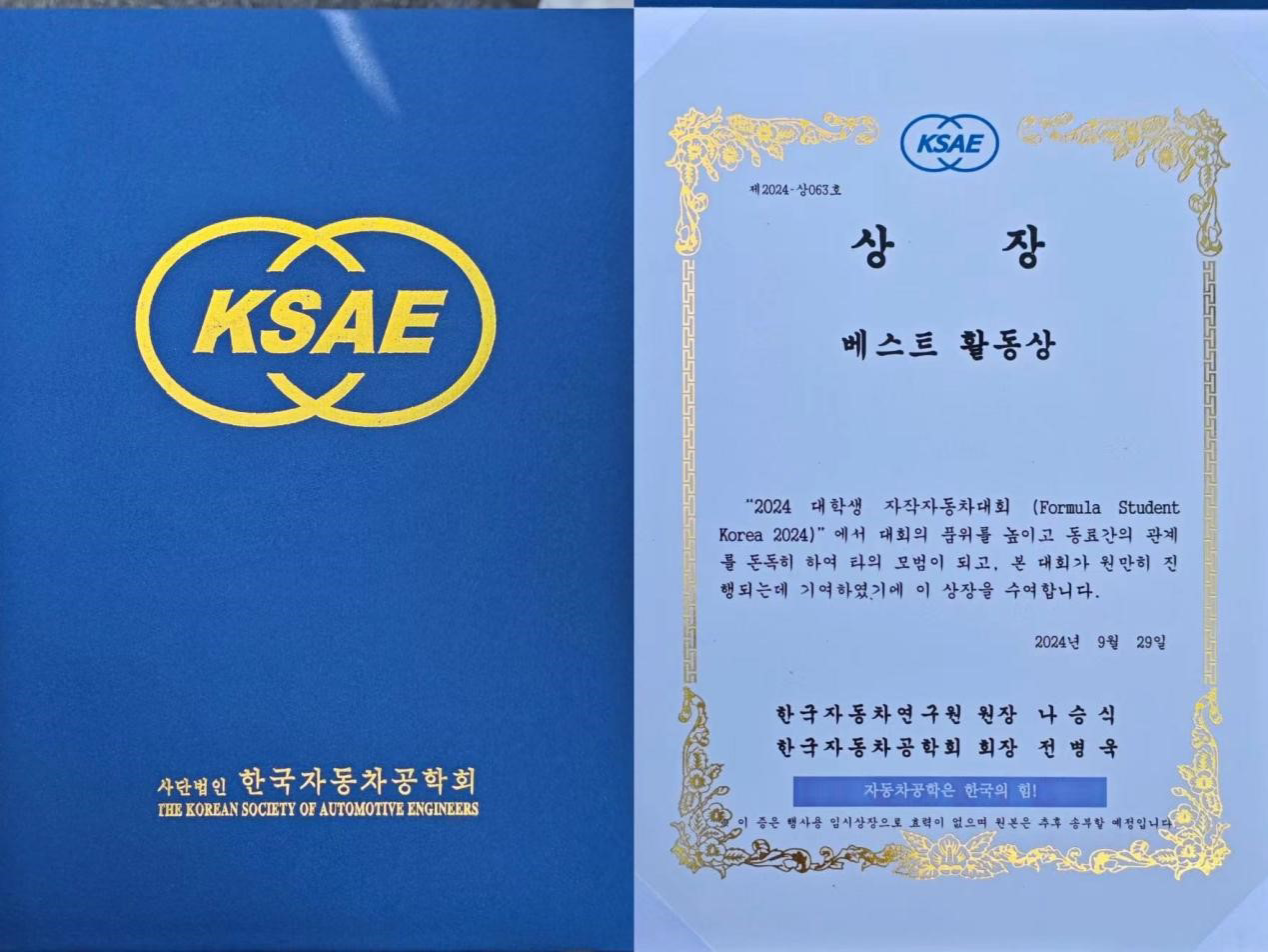 KSAE
사단법인 한국자동차공학회
THE KOREAN SOCIETY OF AUTOMOTIVE ENGINEERS
KSAE
제2024-상063호
상 장
베스트 활동상
“2024 대학생 자작자동차대회 (Formula Student
Korea 2024)” 에서 대회의 품위를 높이고 동료간의 관계
를 돈독히 하여 타의 모범이 되고, 본 대회가 원만히 진
행되는데 기여하였기에 이 상장을 수여합니다.
2024년 9월 29일
한국자동차연구원 원장 나 승 식
한국자동차공학회 회장 전 병 욱
자동차공학은 한국의 힘!
이 증은 행사용 임시상장으로 효력이 없으며 원본은 추후 송부할 예정입니다